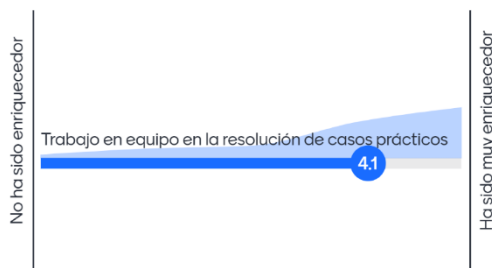 No ha sido enriquecedor
Trabajo en equipo en la resolución de casos prácticos
4.1
Ha sido muy enriquecedor